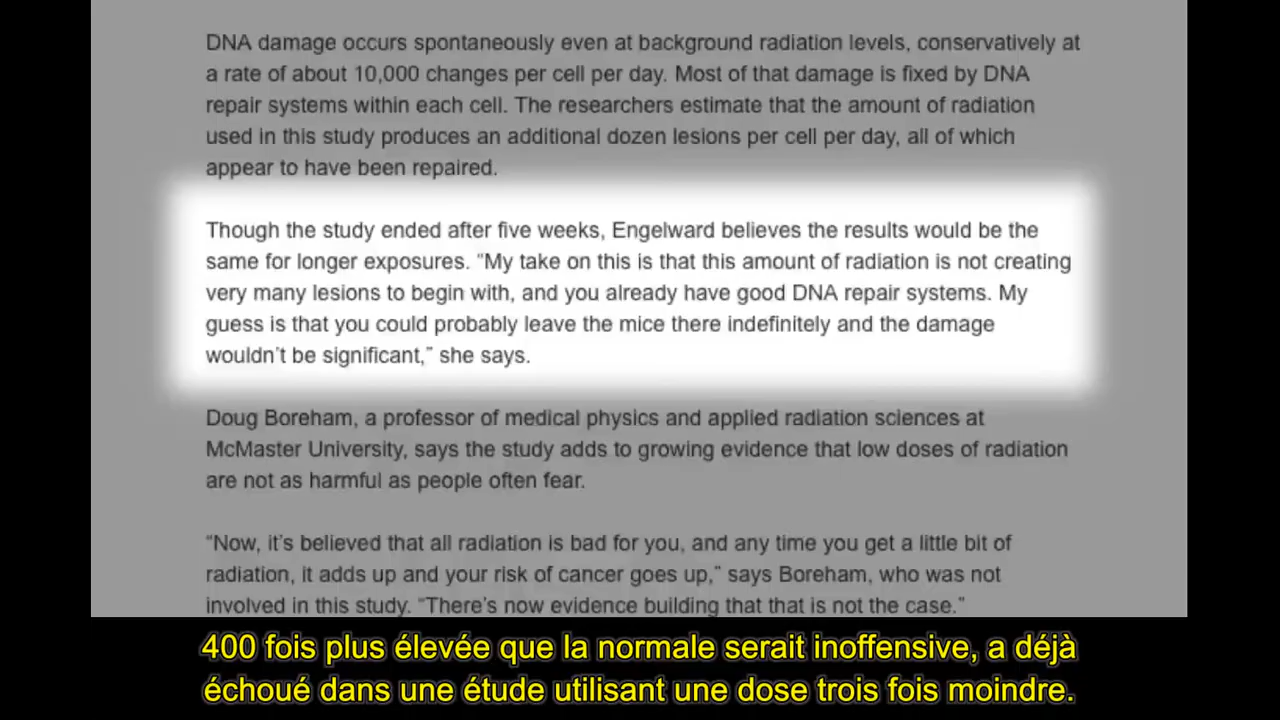 DNA damage occurs spontaneously even at background radiation levels, conservatively at
a rate of about 10,000 changes per cell per day. Most of that damage is fixed by DNA
repair systems within each cell. The researchers estimate that the amount of radiation
used in this study produces an additional dozen lesions per cell per day, all of which
appear to have been repaired.
Though the study ended after five weeks, Engelward believes the results would be the
same for longer exposures. “My take on this is that this amount of radiation is not creating
very many lesions to begin with, and you already have good DNA repair systems. My
guess is that you could probably leave the mice there indefinitely and the damage
wouldn’t be significant,” she says.
Doug Boreham, a professor of medical physics and applied radiation sciences at
McMaster University, says the study adds to growing evidence that low doses of radiation
are not as harmful as people often fear.
“Now, it’s believed that all radiation is bad for you, and any time you get a little bit of
radiation, it adds up and your risk of cancer goes up,” says Boreham, who was not
involved in this study. “There’s now evidence building that that is not the case.”
400 fois plus élevée que la normale serait inoffensive, a déjà
échoué dans une étude utilisant une dose trois fois moindre.